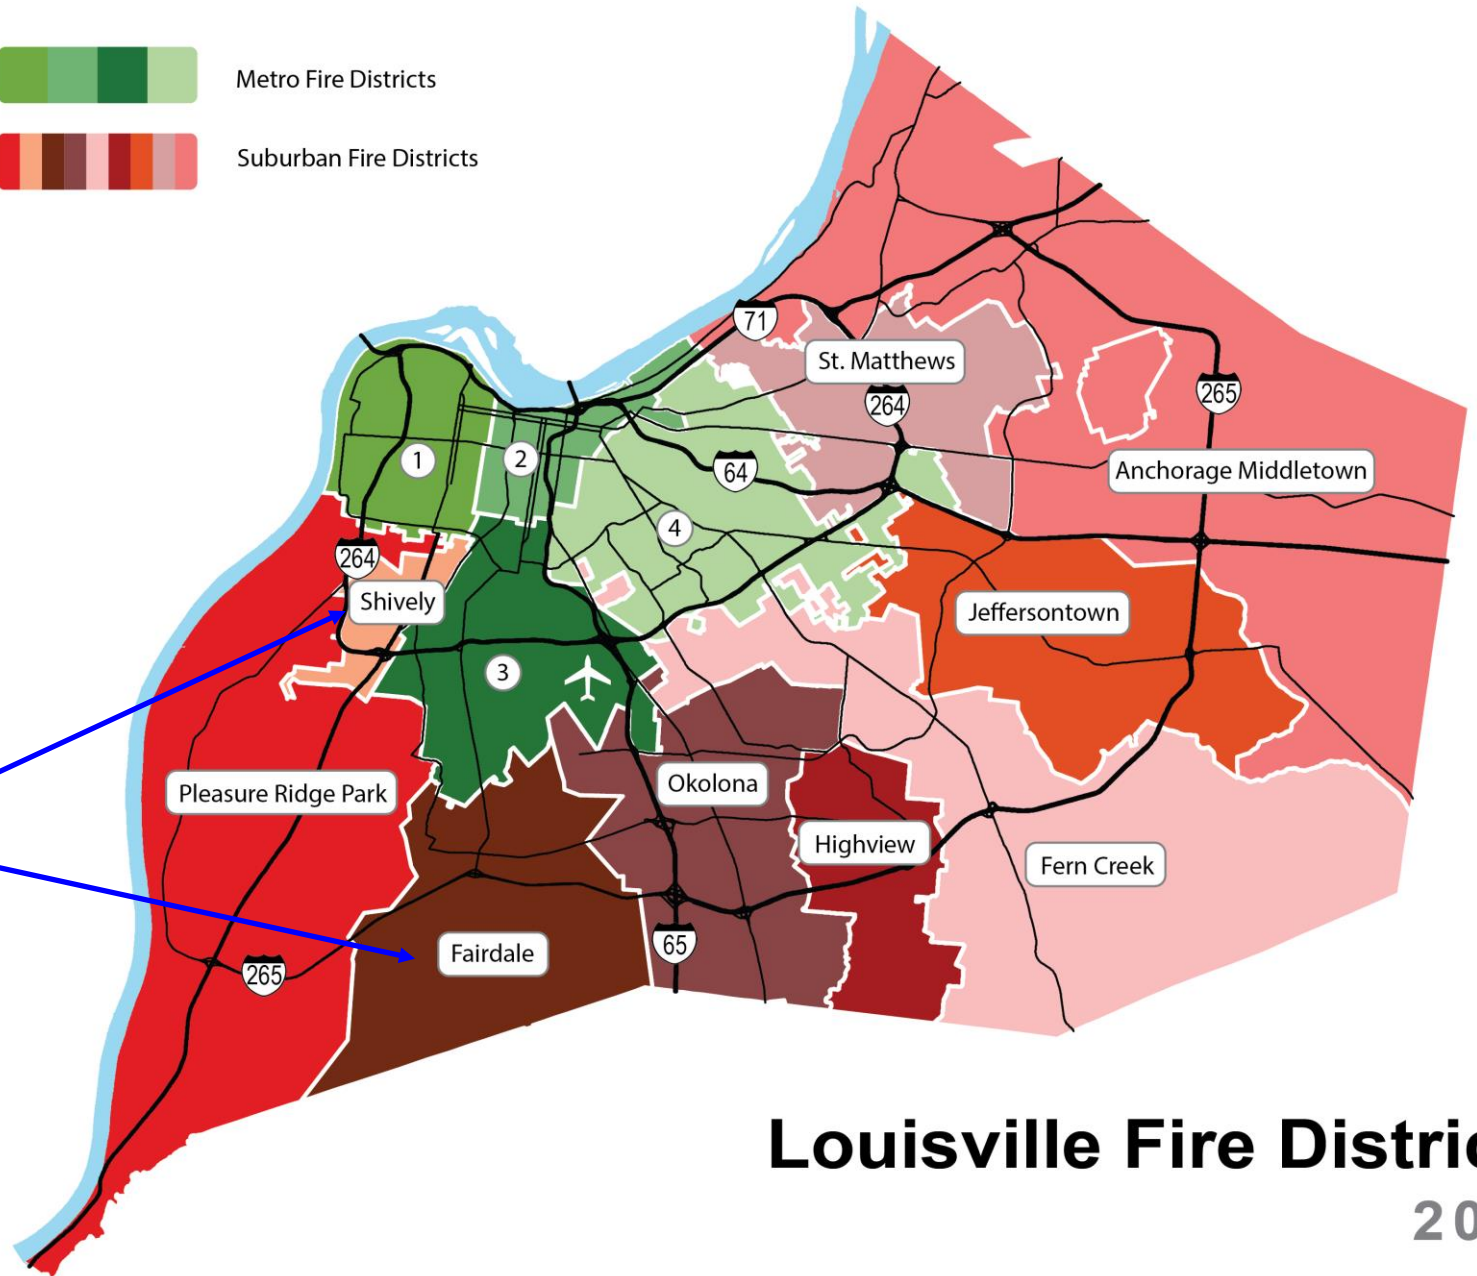 Metro Fire Districts
Suburban Fire Districts
71
St. Matthews
264
265
1
2
64
Anchorage Middletown
4
264
Shively
Jeffersontown
3
Pleasure Ridge Park
Okolona
Highview
Fern Creek
Fairdale
65
265
Louisville Fire Distric
20